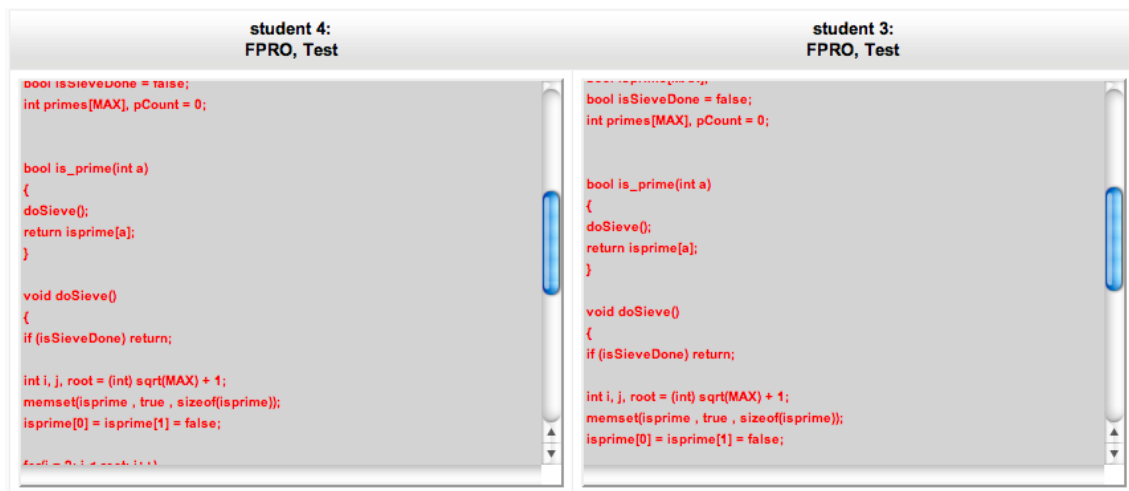 student 4:
FPRO, Test
bool isSieveDone = false;
int primes[MAX], pCount = 0;
bool is_prime(int a)
{
doSieve();
return isprime[a];
}
void doSieve()
{
if (isSieveDone) return;
int i, j, root = (int) sqrt(MAX) + 1;
memset(isprime , true , sizeof(isprime));
isprime[0] = isprime[1] = false;
student 3:
FPRO, Test
bool isSieveDone = false;
int primes[MAX], pCount = 0;
bool is_prime(int a)
{
doSieve();
return isprime[a];
}
void doSieve()
{
if (isSieveDone) return;
int i, j, root = (int) sqrt(MAX) + 1;
memset(isprime , true , sizeof(isprime));
isprime[0] = isprime[1] = false;